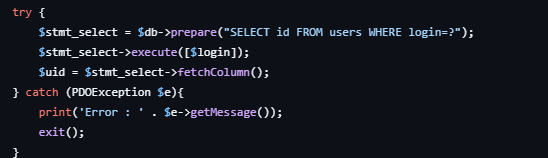 try {
    $stmt_select = $db->prepare("SELECT id FROM users WHERE login=?");
    $stmt_select->execute([$login]);
    $uid = $stmt_select->fetchColumn();
} catch (PDOException $e){
    print('Error : ' . $e->getMessage());
    exit();
}